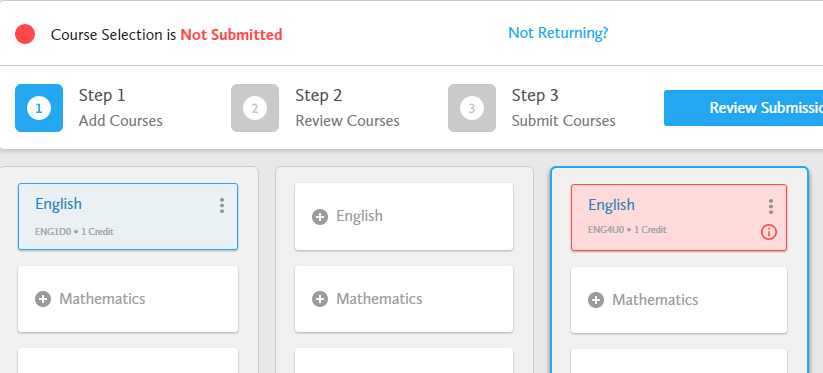 Course Selection is Not Submitted
Not Returning?
1
Step 1
Add Courses
2
Step 2
Review Courses
3
Step 3
Submit Courses
Review Submissio
English
ENG1D0 • 1 Credit
English
English
ENG4U0 • 1 Credit
Mathematics
Mathematics
Mathematics